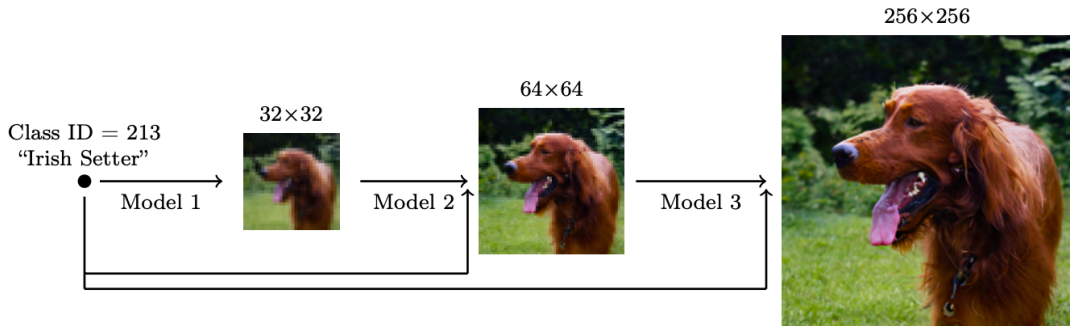 256×256
64×64
32×32
Class ID = 213
“Irish Setter”
Model 1
Model 2
Model 3